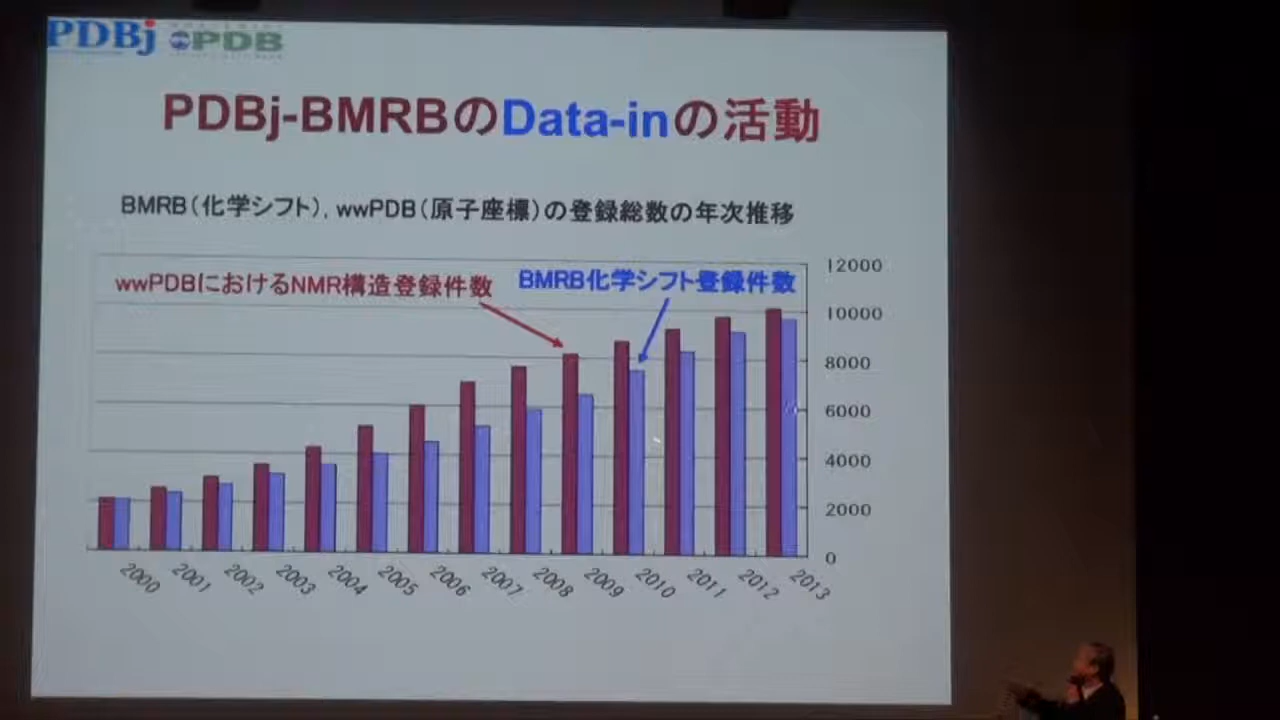 PDBj PDB
PDBj-BMRBのData-inの活動
BMRB(化学シフト), wwPDB(原子座標)の登録総数の年次推移
wwPDBにおけるNMR構造登録件数
BMRB化学シフト登録件数
12000
10000
8000
6000
4000
2000
0
2000 2001 2002 2003 2004 2005 2006 2007 2008 2009 2010 2011 2012 2013